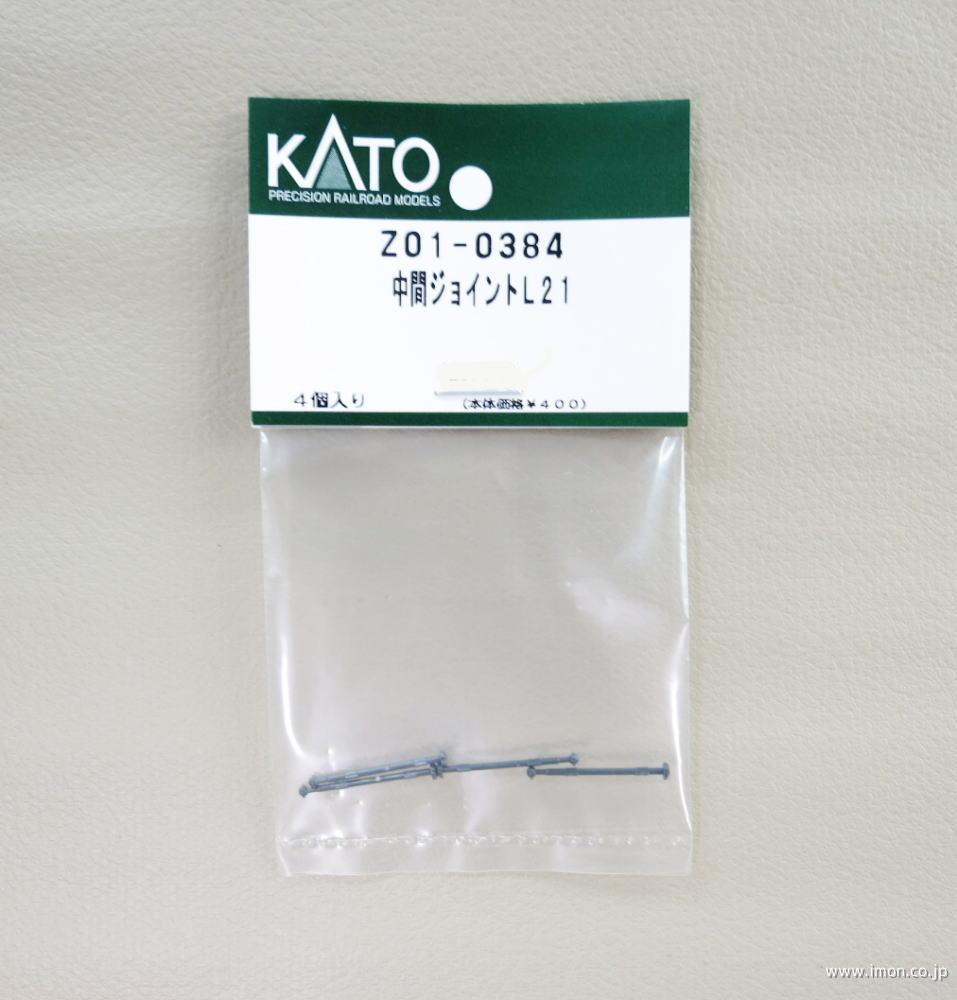 KATO
PRECISION RAILROAD MODELS
Z01-0384
中間ジョイントL21
4個入り
(本体価格¥400)
www.imon.co.jp